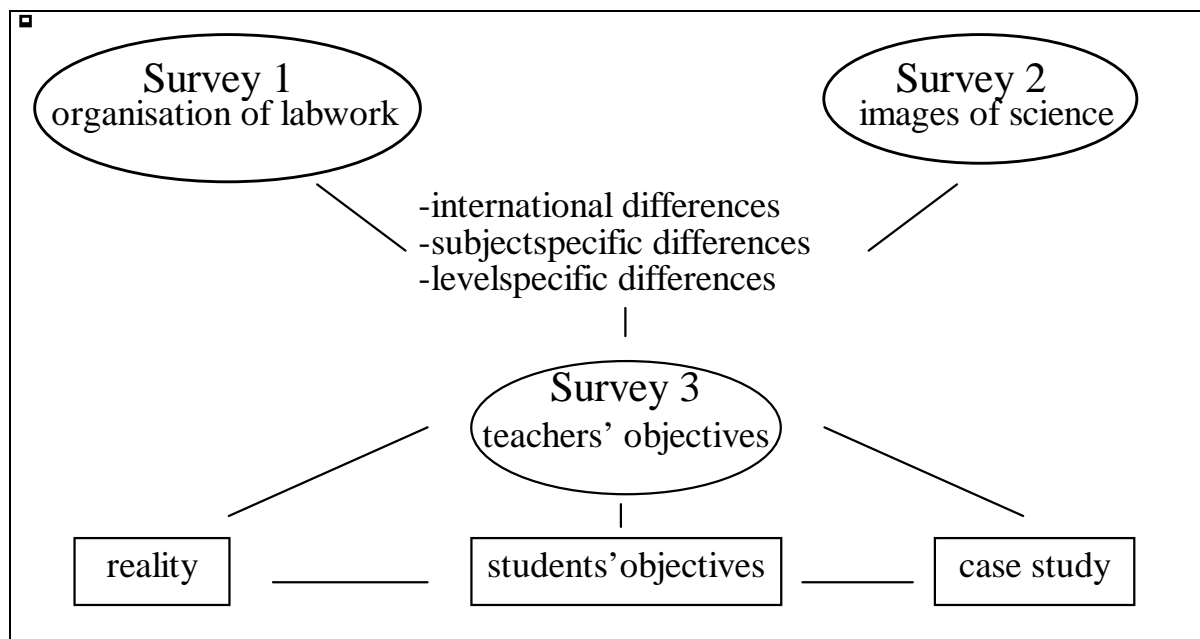 Survey 1
organisation of labwork
Survey 2
images of science
-international differences
-subjectspecific differences
-levelspecific differences
Survey 3
teachers’ objectives
reality
students’objectives
case study